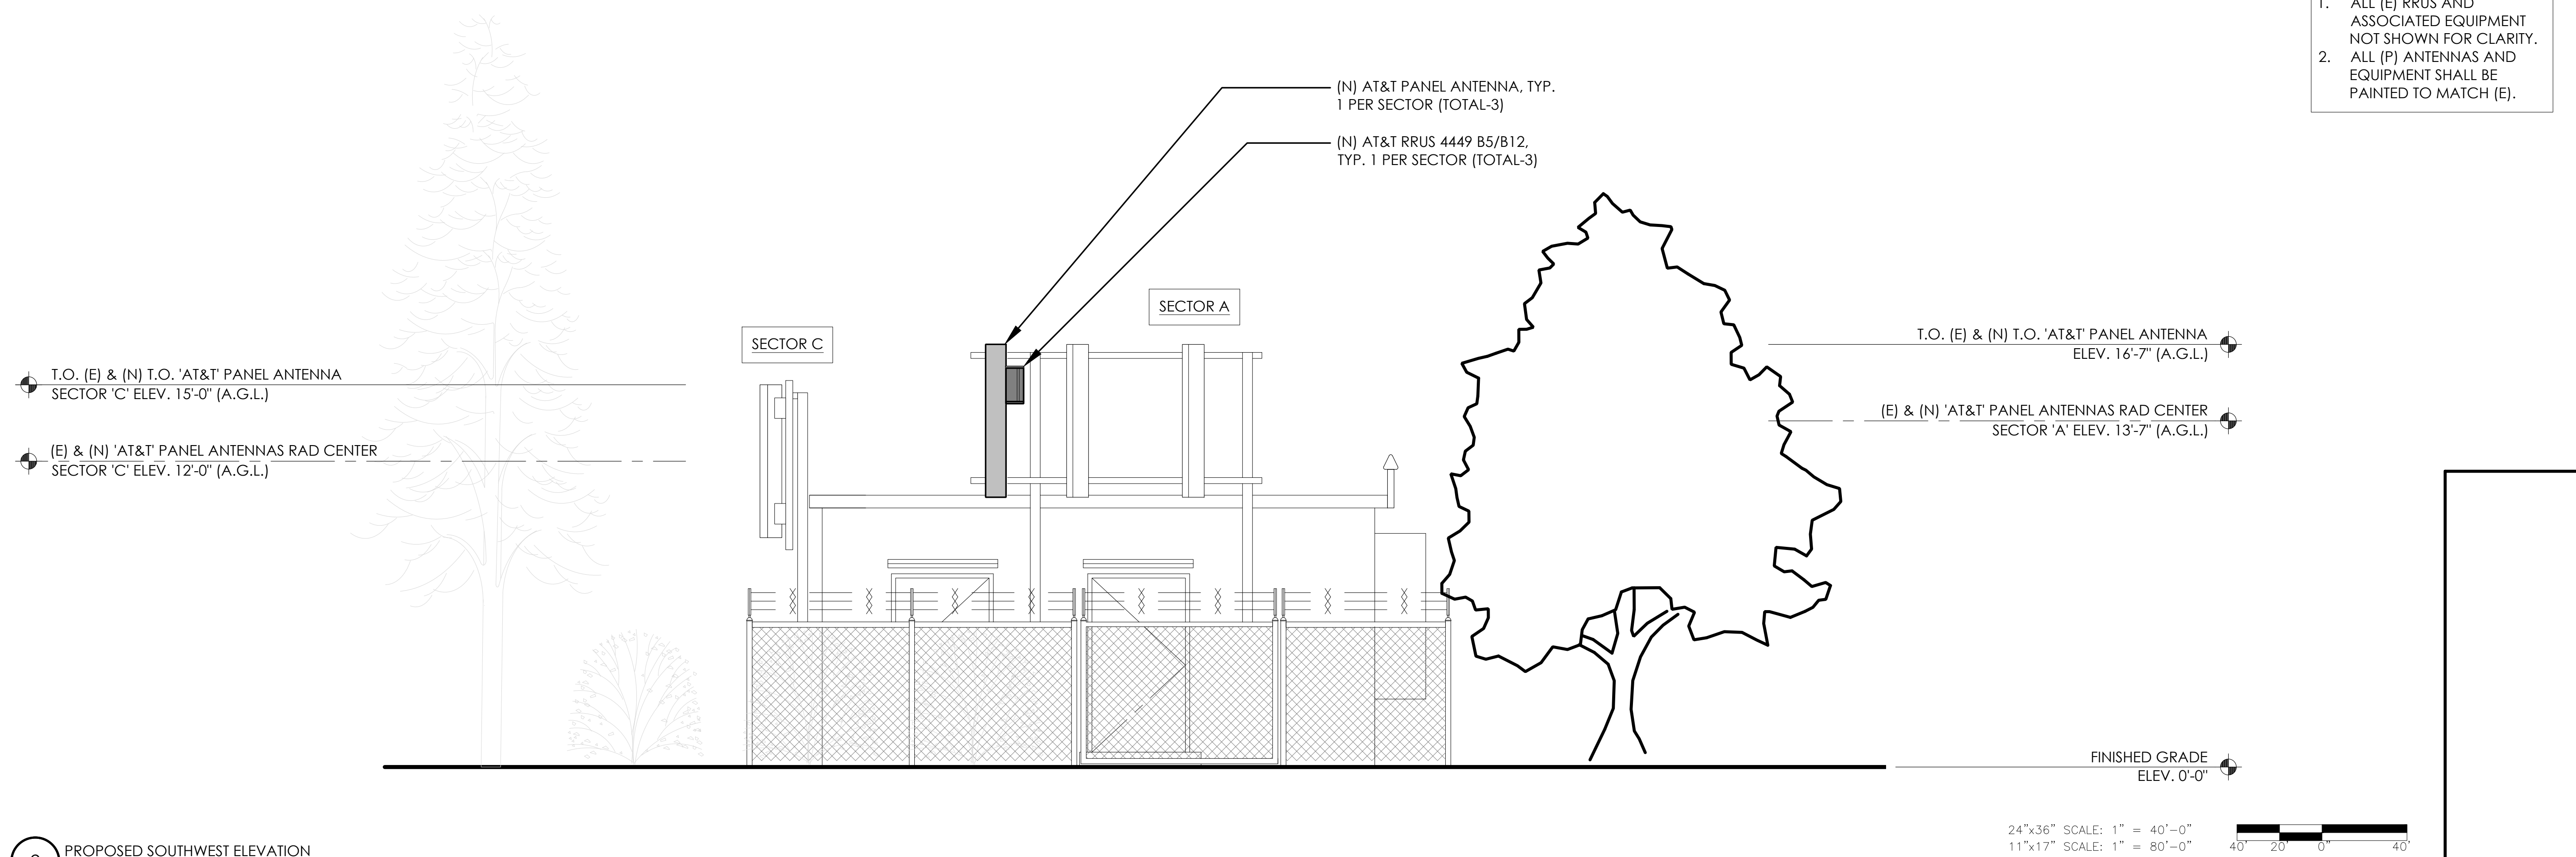 1. ALL (E) RRUS AND
ASSOCIATED EQUIPMENT
NOT SHOWN FOR CLARITY.
2. ALL (P) ANTENNAS AND
EQUIPMENT SHALL BE
PAINTED TO MATCH (E).
(N) AT&T PANEL ANTENNA, TYP.
1 PER SECTOR (TOTAL-3)
(N) AT&T RRUS 4449 B5/B12,
TYP. 1 PER SECTOR (TOTAL-3)
SECTOR A
SECTOR C
T.O. (E) & (N) T.O. 'AT&T' PANEL ANTENNA
SECTOR 'C' ELEV. 15'-0" (A.G.L.)
(E) & (N) 'AT&T' PANEL ANTENNAS RAD CENTER
SECTOR 'C' ELEV. 12'-0" (A.G.L.)
T.O. (E) & (N) T.O. 'AT&T' PANEL ANTENNA
ELEV. 16'-7" (A.G.L.)
(E) & (N) 'AT&T' PANEL ANTENNAS RAD CENTER
SECTOR 'A' ELEV. 13'-7" (A.G.L.)
FINISHED GRADE
ELEV. 0'-0"
24"x36" SCALE: 1" = 40'-0"
11"x17" SCALE: 1" = 80'-0"
40' 20' 0" 40'
PROPOSED SOUTHWEST ELEVATION